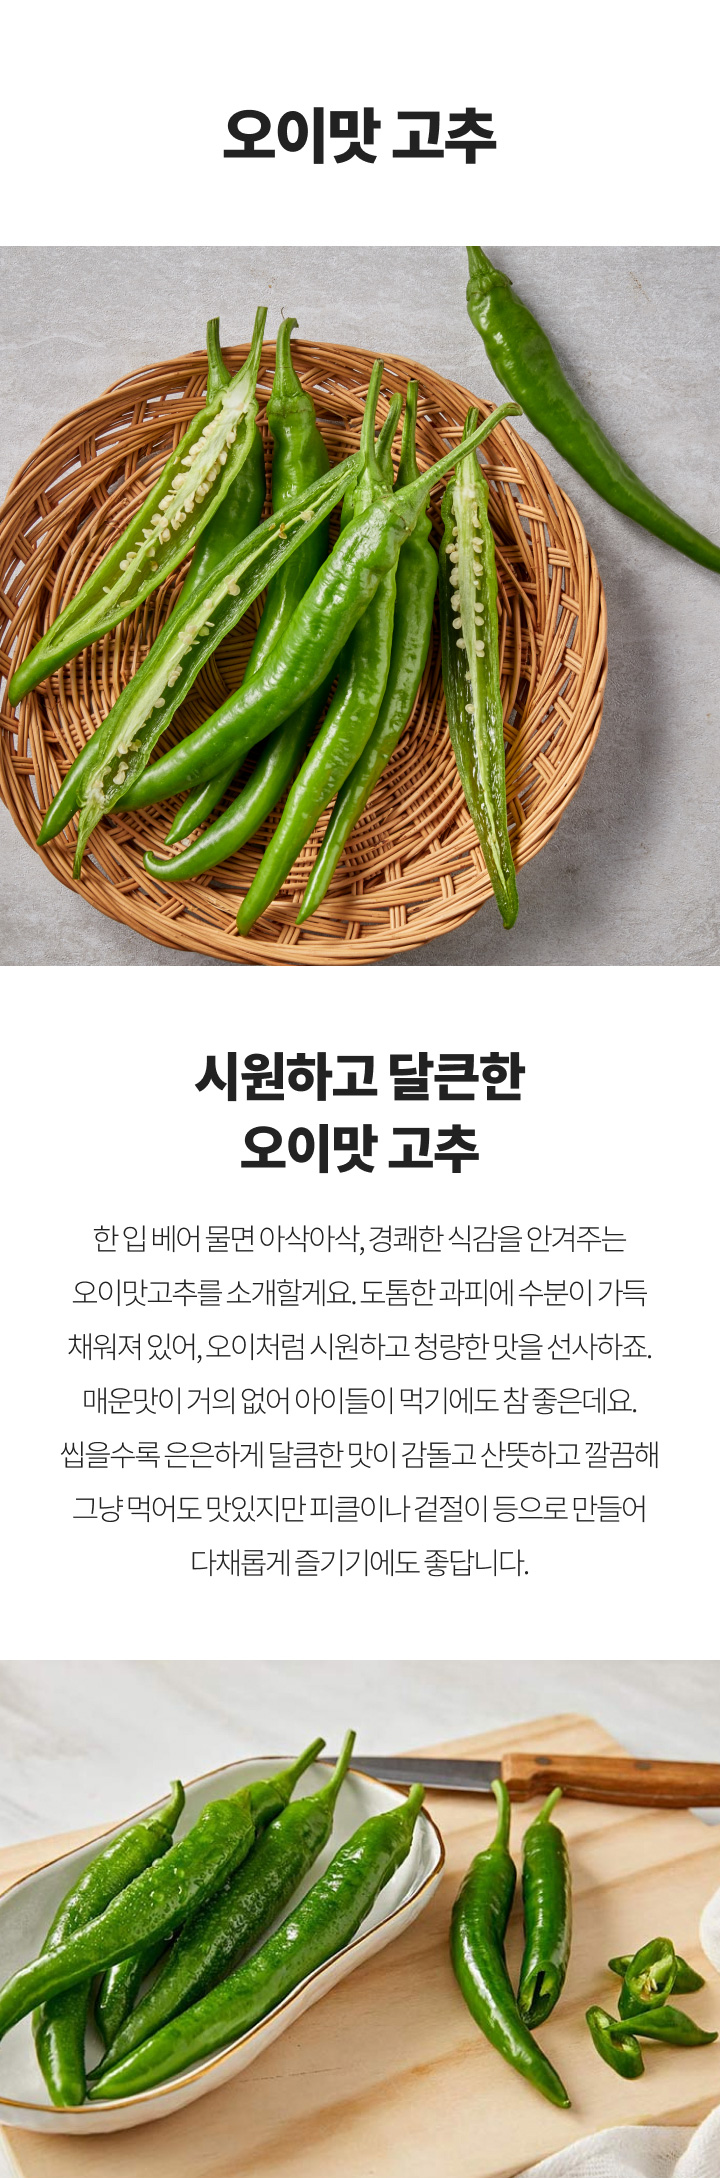 오이맛 고추
시원하고 달큰한
오이맛 고추
한 입 베어 물면 아삭아삭, 경쾌한 식감을 안겨주는
오이맛고추를 소개할게요. 도톰한 과피에 수분이 가득
채워져 있어, 오이처럼 시원하고 청량한 맛을 선사하죠.
매운맛이 거의 없어 아이들이 먹기에도 참 좋은데요.
씹을수록 은은하게 달큼한 맛이 감돌고 산뜻하고 깔끔해
그냥 먹어도 맛있지만 피클이나 겉절이 등으로 만들어
다채롭게 즐기기에도 좋답니다.